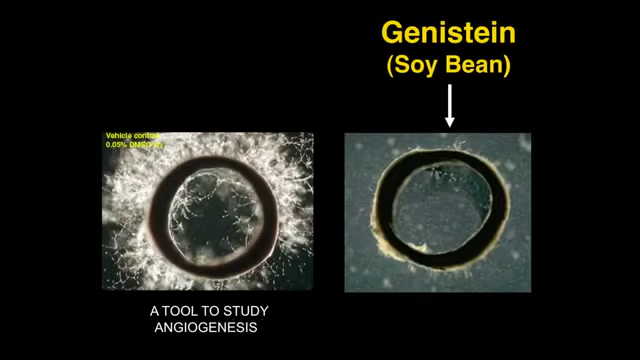 Genistein
(Soy Bean)
Vehicle control
0.05% DMSO
A TOOL TO STUDY
ANGIOGENESIS